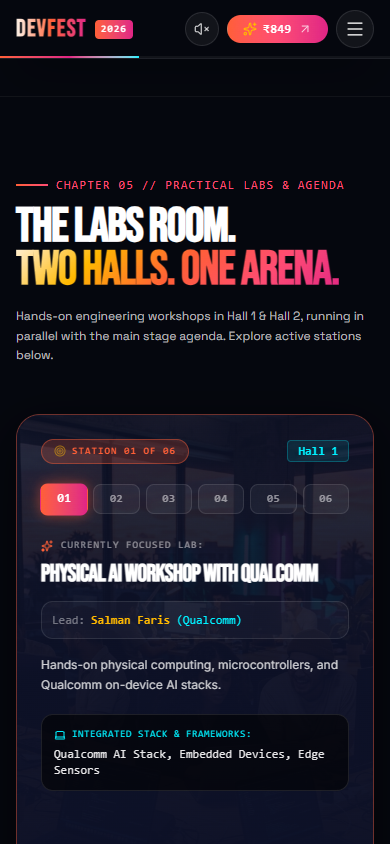 DEVFEST 2026
₹849
CHAPTER 05 // PRACTICAL LABS & AGENDA
THE LABS ROOM.
TWO HALLS. ONE ARENA.
Hands-on engineering workshops in Hall 1 & Hall 2, running in
parallel with the main stage agenda. Explore active stations
below.
STATION 01 OF 06
Hall 1
01 02 03 04 05 06
CURRENTLY FOCUSED LAB:
PHYSICAL AI WORKSHOP WITH QUALCOMM
Lead: Salman Faris (Qualcomm)
Hands-on physical computing, microcontrollers, and
Qualcomm on-device AI stacks.
INTEGRATED STACK & FRAMEWORKS:
Qualcomm AI Stack, Embedded Devices, Edge
Sensors